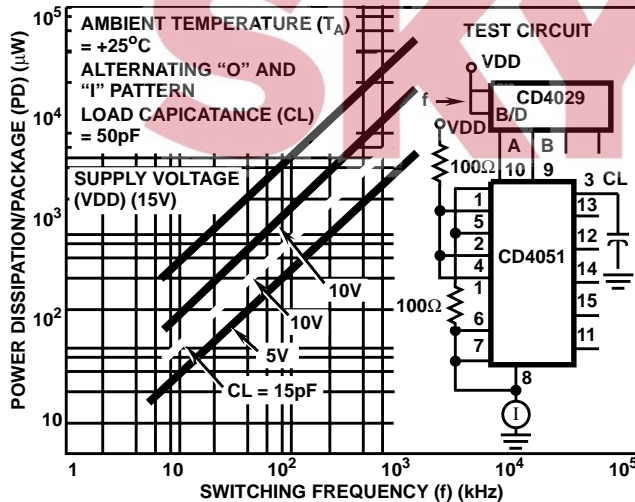 10⁵
10⁴
10³
10²
10
POWER DISSIPATION/PACKAGE (PD) (μW)
AMBIENT TEMPERATURE (TA)
= +25°C
ALTERNATING “O” AND
“I” PATTERN
LOAD CAPICATANCE (CL)
= 50pF
SUPPLY VOLTAGE
(VDD) (15V)
10V
10V
5V
CL = 15pF
1
10
10²
10³
10⁴
10⁵
SWITCHING FREQUENCY (f) (kHz)
TEST CIRCUIT
VDD
f
B/D
CD4029
VDD
A B
100Ω
10 9
3 CL
13
12
14
15
11
1
5
2
4
1
CD4051
100Ω
6
7
8
I
SKY